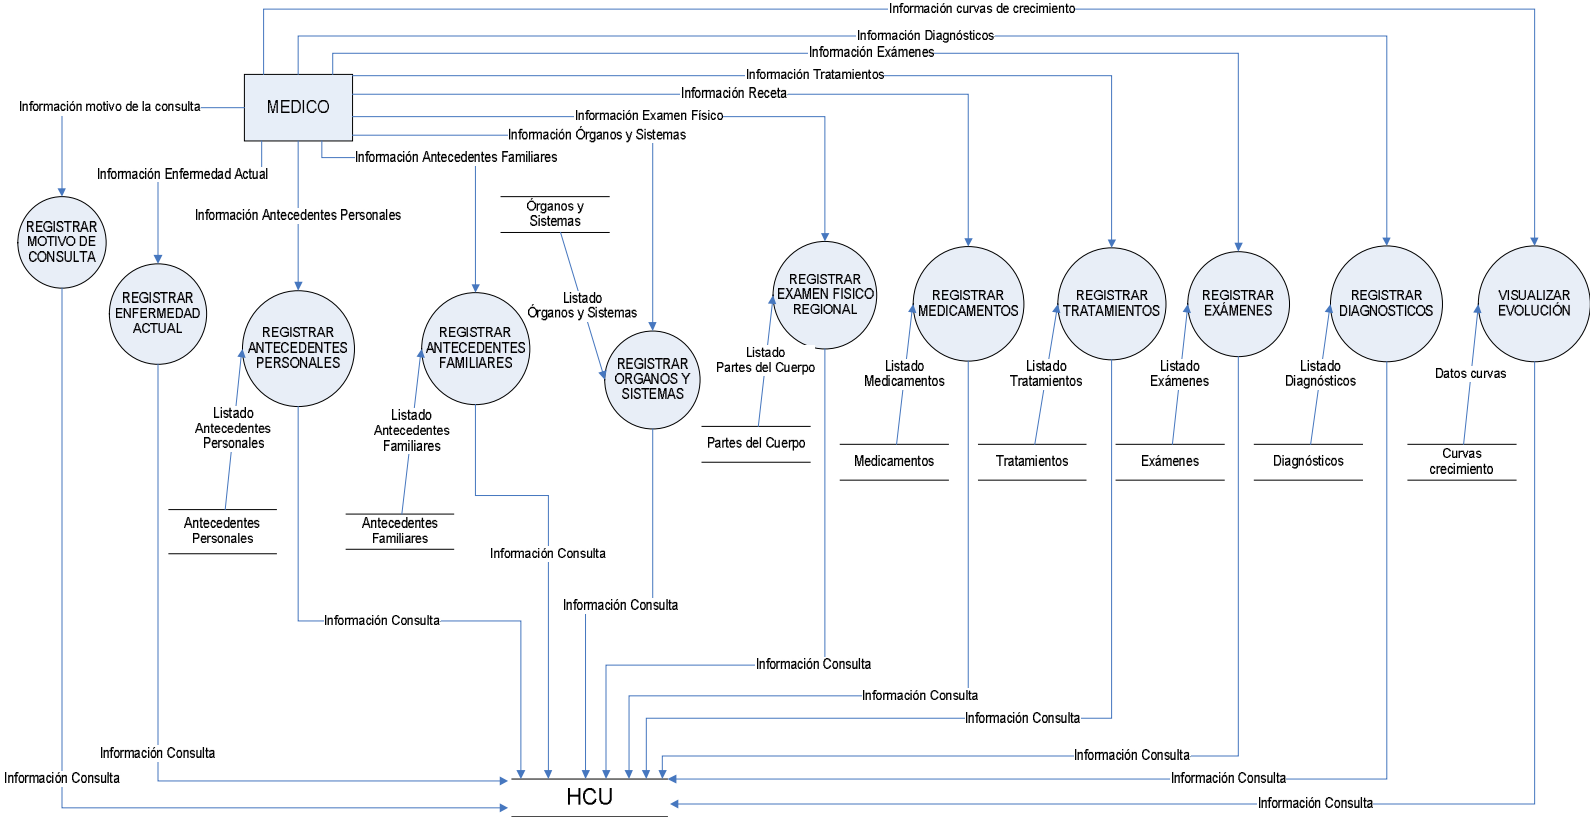 Información curvas de crecimiento
Información Diagnósticos
Información Exámenes
Información Tratamientos
Información Receta
MEDICO
Información motivo de la consulta
Información Examen Físico
Información Órganos y Sistemas
Información Antecedentes Familiares
Información Enfermedad Actual
Información Antecedentes Personales
Órganos y
Sistemas
REGISTRAR
MOTIVO DE
CONSULTA
REGISTRAR
ENFERMEDAD
ACTUAL
REGISTRAR
ANTECEDENTES
PERSONALES
REGISTRAR
ANTECEDENTES
FAMILIARES
Listado
Órganos y Sistemas
REGISTRAR
ORGANOS Y
SISTEMAS
REGISTRAR
EXAMEN FISICO
REGIONAL
REGISTRAR
MEDICAMENTOS
REGISTRAR
TRATAMIENTOS
REGISTRAR
EXÁMENES
REGISTRAR
DIAGNOSTICOS
VISUALIZAR
EVOLUCIÓN
Listado
Antecedentes
Personales
Listado
Antecedentes
Familiares
Listado
Partes del Cuerpo
Listado
Medicamentos
Listado
Tratamientos
Listado
Exámenes
Listado
Diagnósticos
Datos curvas
Partes del Cuerpo
Medicamentos
Tratamientos
Exámenes
Diagnósticos
Curvas
crecimiento
Antecedentes
Personales
Antecedentes
Familiares
Información Consulta
Información Consulta
Información Consulta
Información Consulta
Información Consulta
Información Consulta
Información Consulta
Información Consulta
Información Consulta
Información Consulta
Información Consulta
HCU